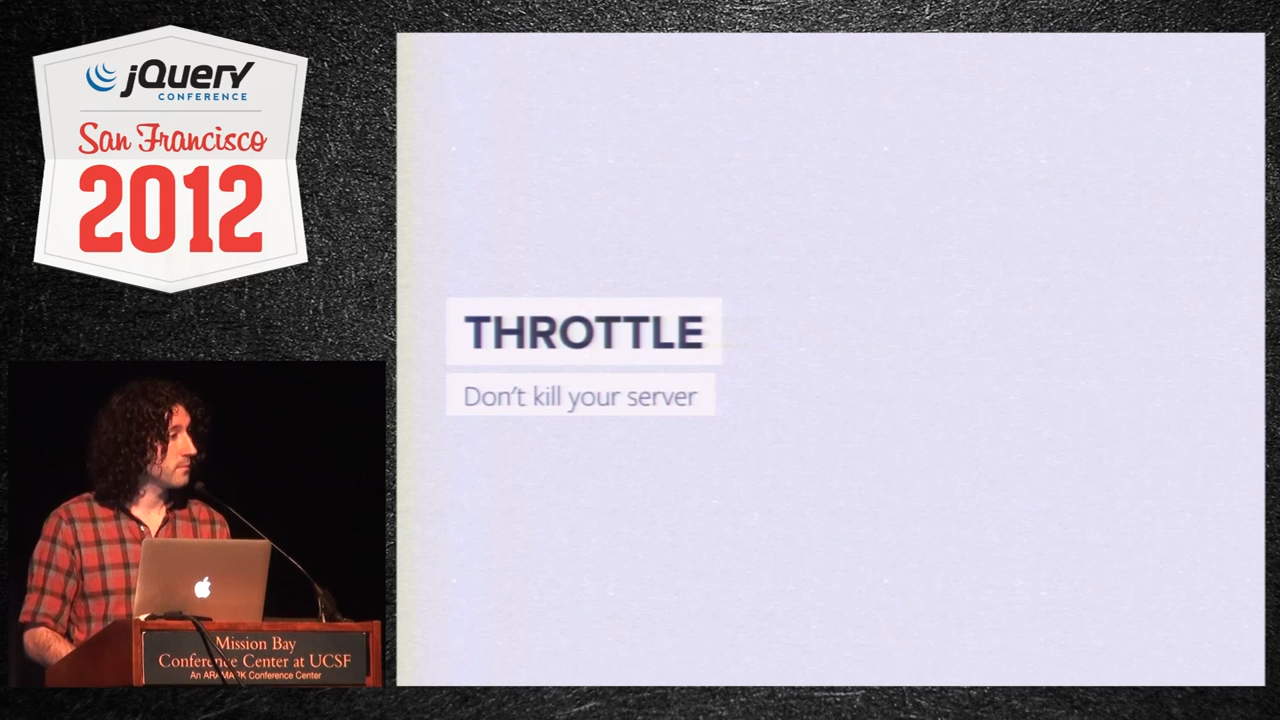 jQuery
CONFERENCE
San Francisco
2012
THROTTLE
Don't kill your server
Mission Bay
Conference Center at UCSF
An ARAMARK Conference Center